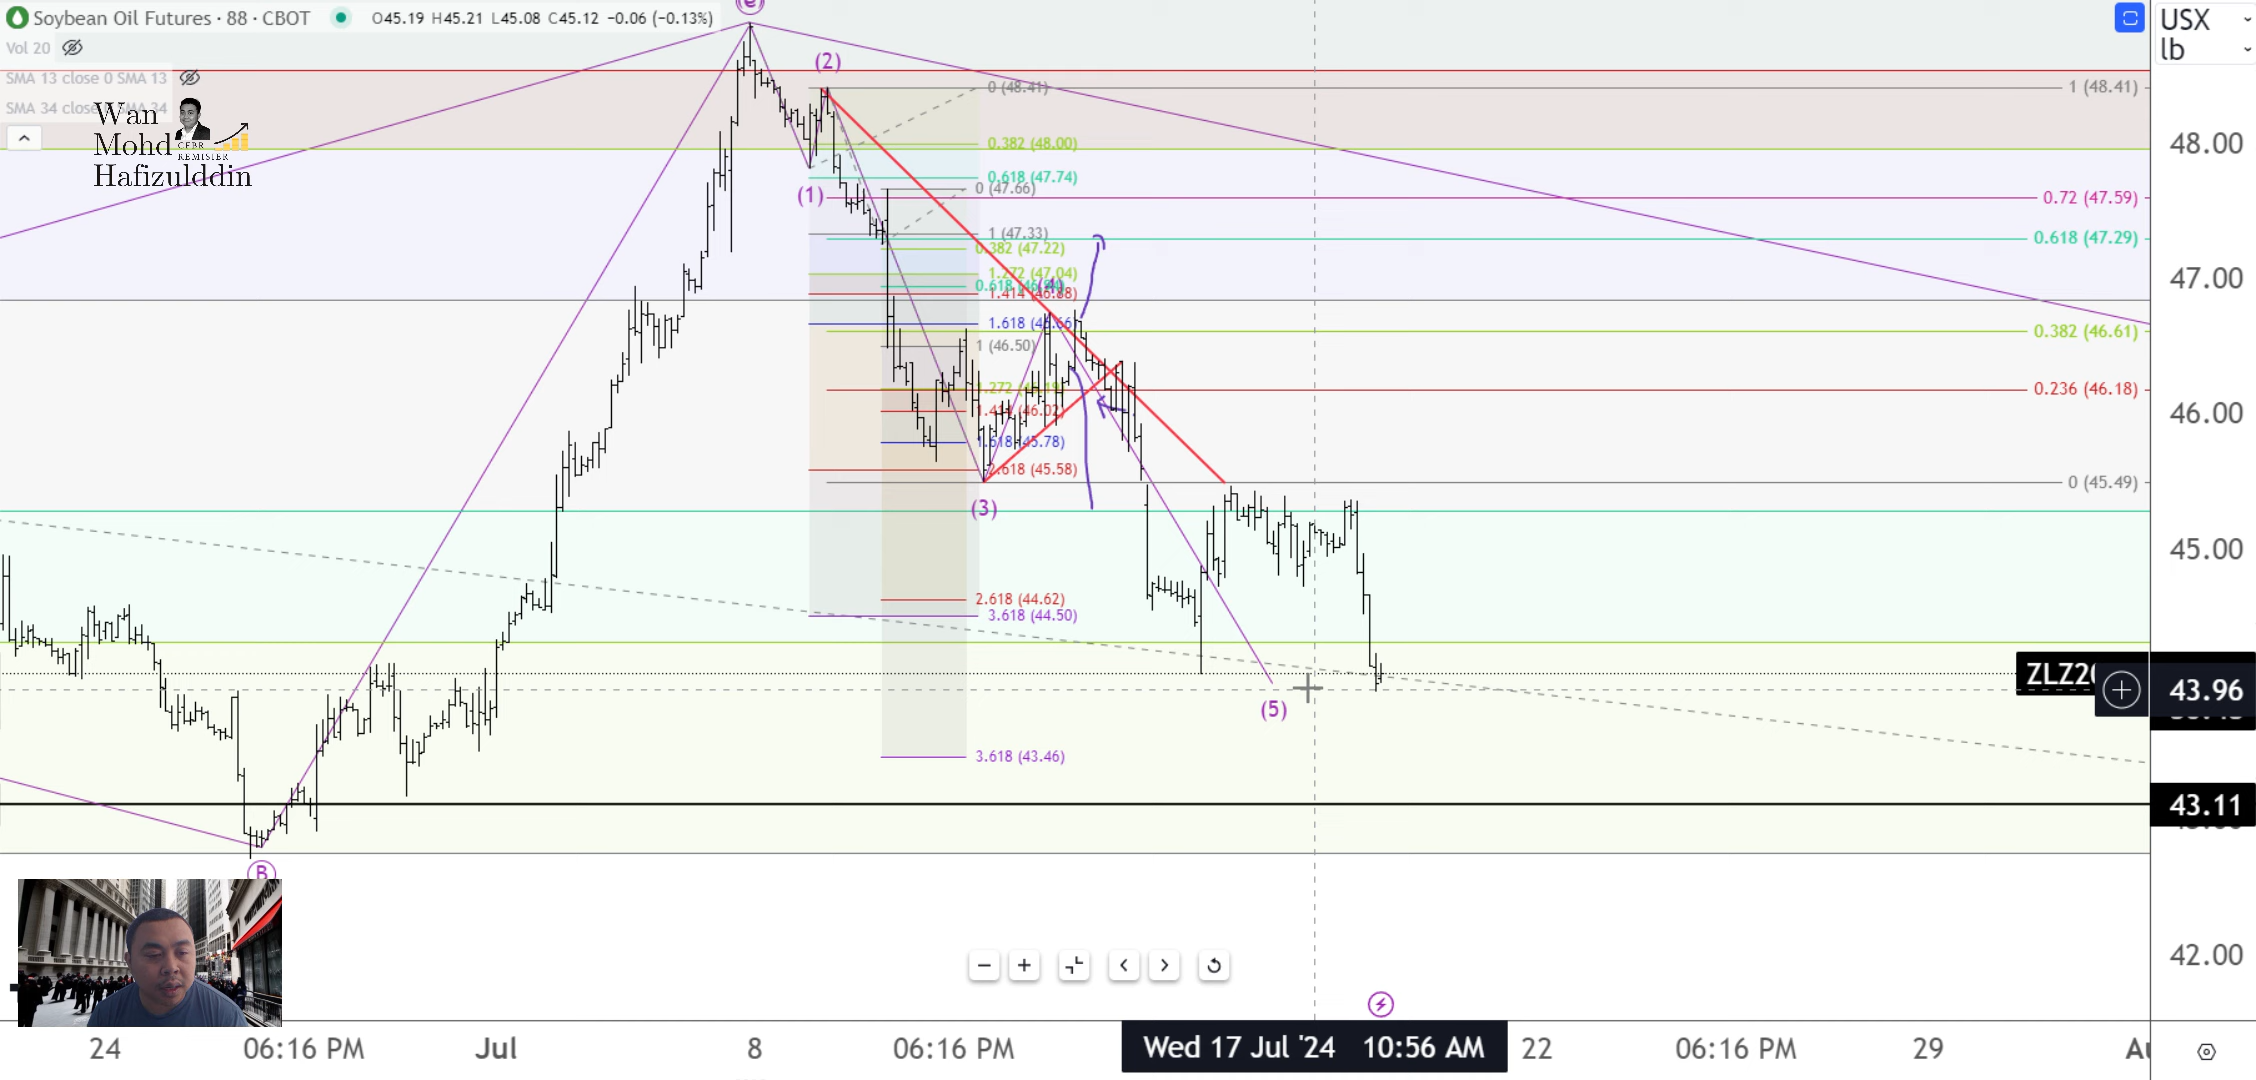 Soybean Oil Futures · 88 · CBOT O45.19 H45.21 L45.08 C45.12 −0.06 (−0.13%)
Vol 20
SMA 13 close 0 SMA 13
SMA 34 close
SMA 34
Wan
Mohd
CFBR
REMISIER
Hafizulddin
USX
lb
(e)
(2)
(1)
(3)
(5)
B
0 (48.41)
0.382 (48.00)
0.618 (47.74)
0 (47.66)
1 (47.33)
0.382 (47.22)
1.272 (47.04)
1.414 (46.88)
1 (46.50)
1.618 (45.78)
2.618 (45.58)
2.618 (44.62)
3.618 (44.50)
3.618 (43.46)
1 (48.41)
0.72 (47.59)
0.618 (47.29)
0.382 (46.61)
0.236 (46.18)
0 (45.49)
48.00
47.00
46.00
45.00
43.96
43.11
42.00
24 06:16 PM Jul 8 06:16 PM Wed 17 Jul '24 10:56 AM 22 06:16 PM 29